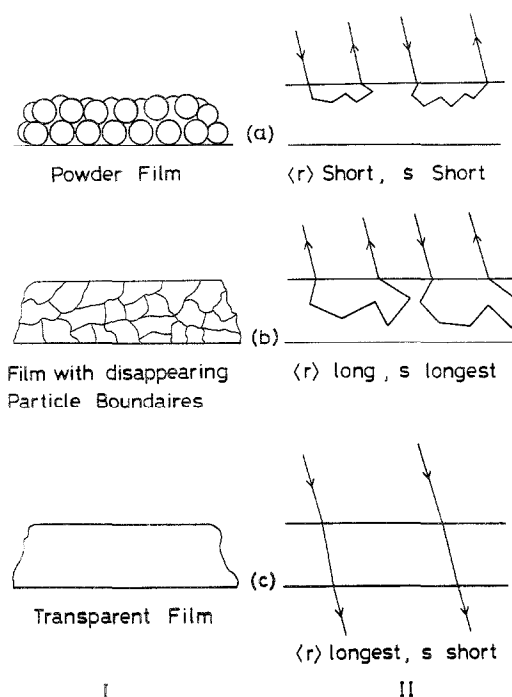 (a)
Powder Film
⟨r⟩ Short, s Short
(b)
Film with disappearing
Particle Boundaires
⟨r⟩ long, s longest
(c)
Transparent Film
⟨r⟩ longest, s short
I
II